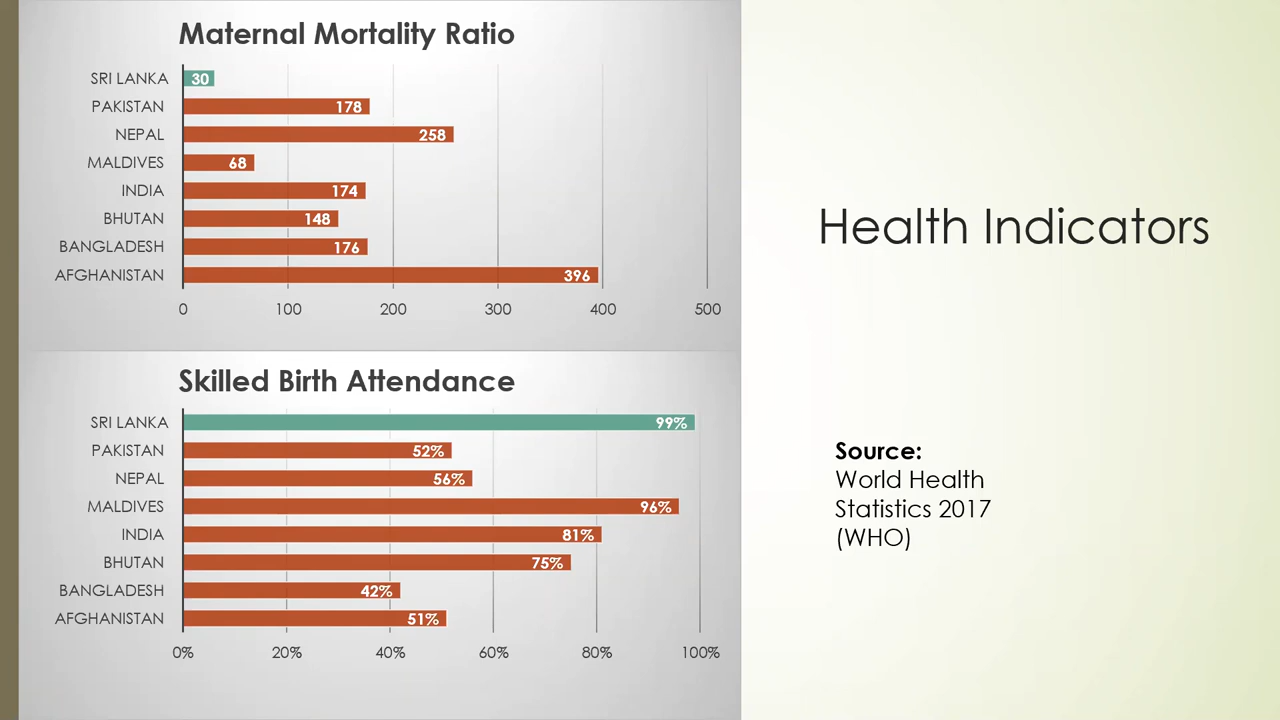 Maternal Mortality Ratio
SRI LANKA 30
PAKISTAN 178
NEPAL 258
MALDIVES 68
INDIA 174
BHUTAN 148
BANGLADESH 176
AFGHANISTAN 396
0 100 200 300 400 500
Skilled Birth Attendance
SRI LANKA 99%
PAKISTAN 52%
NEPAL 56%
MALDIVES 96%
INDIA 81%
BHUTAN 75%
BANGLADESH 42%
AFGHANISTAN 51%
0% 20% 40% 60% 80% 100%
Health Indicators
Source:
World Health
Statistics 2017
(WHO)